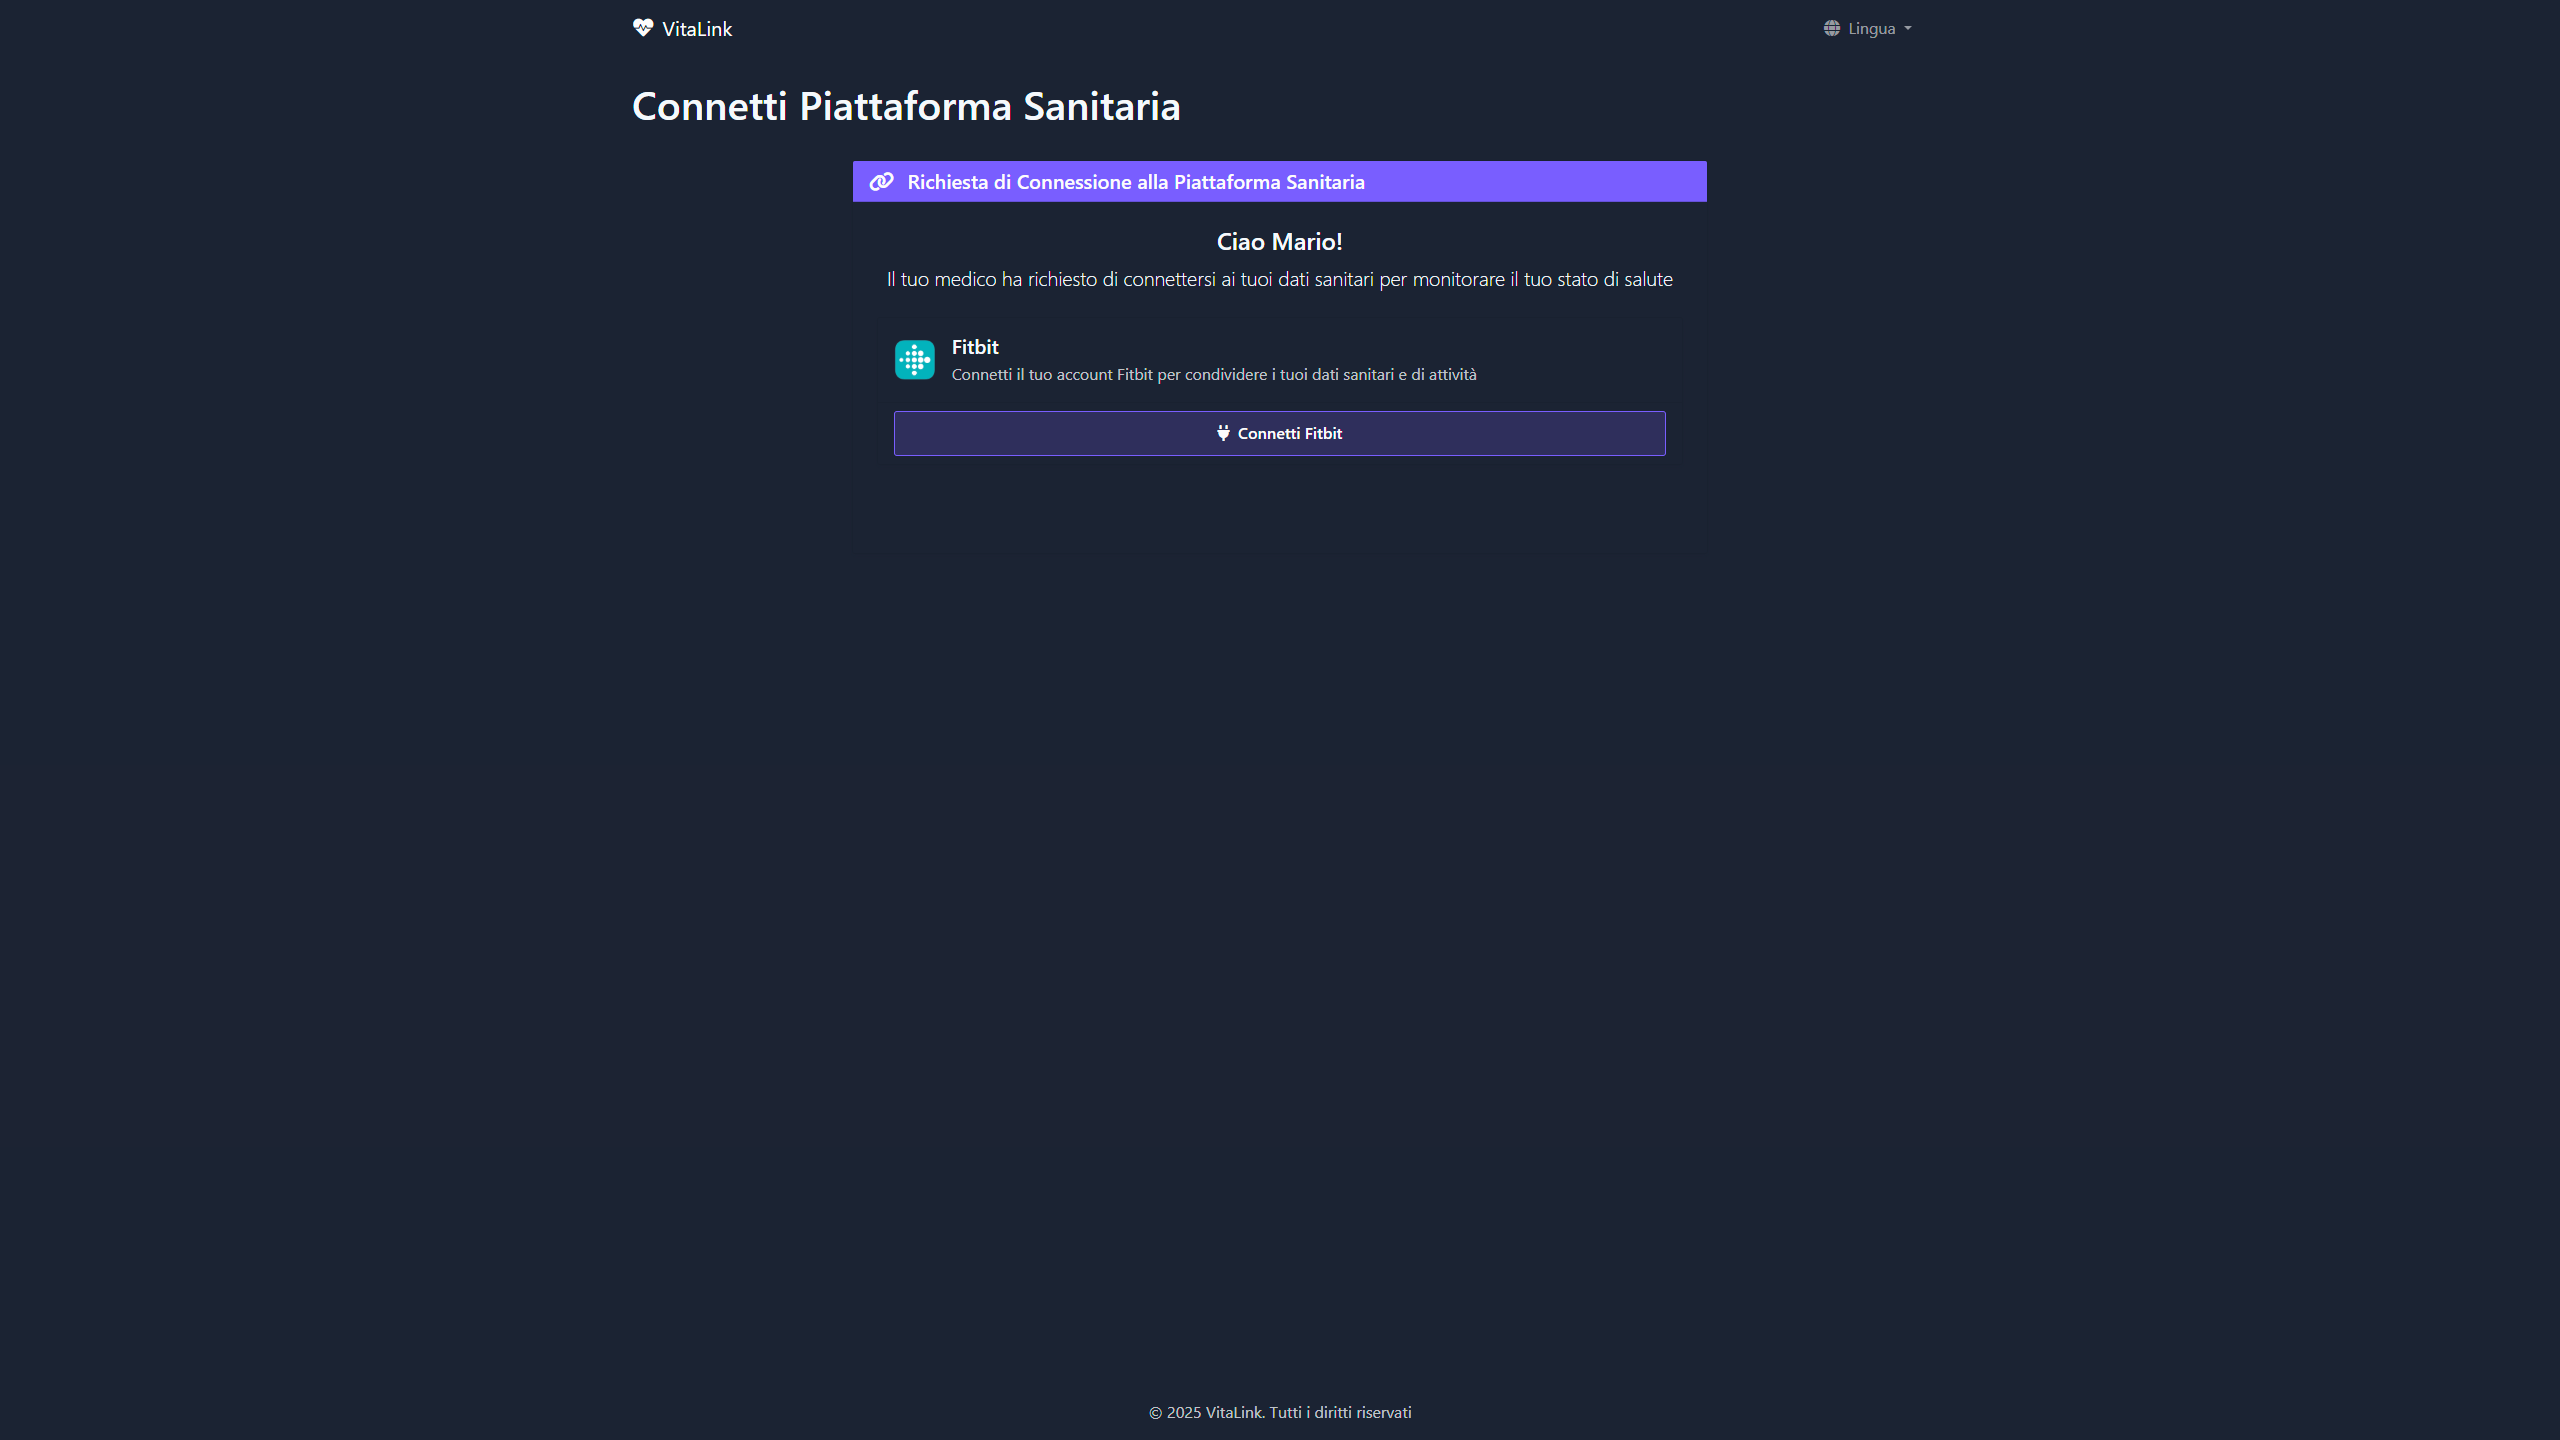 VitaLink
Lingua
Connetti Piattaforma Sanitaria
Richiesta di Connessione alla Piattaforma Sanitaria
Ciao Mario!
Il tuo medico ha richiesto di connettersi ai tuoi dati sanitari per monitorare il tuo stato di salute
Fitbit
Connetti il tuo account Fitbit per condividere i tuoi dati sanitari e di attività
Connetti Fitbit
© 2025 VitaLink. Tutti i diritti riservati